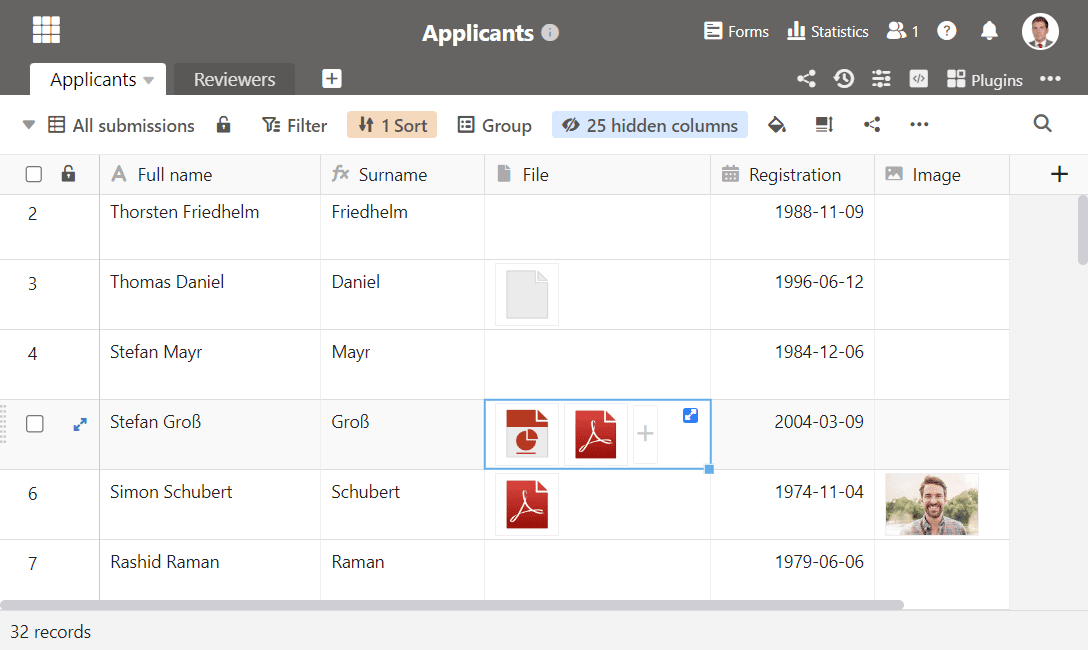 Applicants
Forms Statistics 1
Applicants Reviewers Plugins
All submissions Filter 1 Sort Group 25 hidden columns
Full name Surname File Registration Image
2 Thorsten Friedhelm Friedhelm 1988-11-09
3 Thomas Daniel Daniel 1996-06-12
4 Stefan Mayr Mayr 1984-12-06
Stefan Groß Groß 2004-03-09
6 Simon Schubert Schubert 1974-11-04
7 Rashid Raman Raman 1979-06-06
32 records